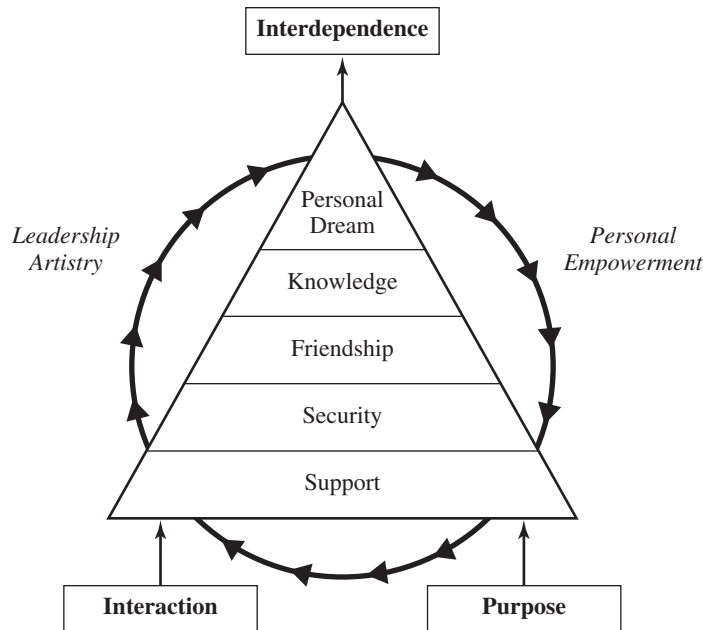 Interdependence
Personal
Dream
Leadership
Artistry
Personal
Empowerment
Knowledge
Friendship
Security
Support
Interaction
Purpose